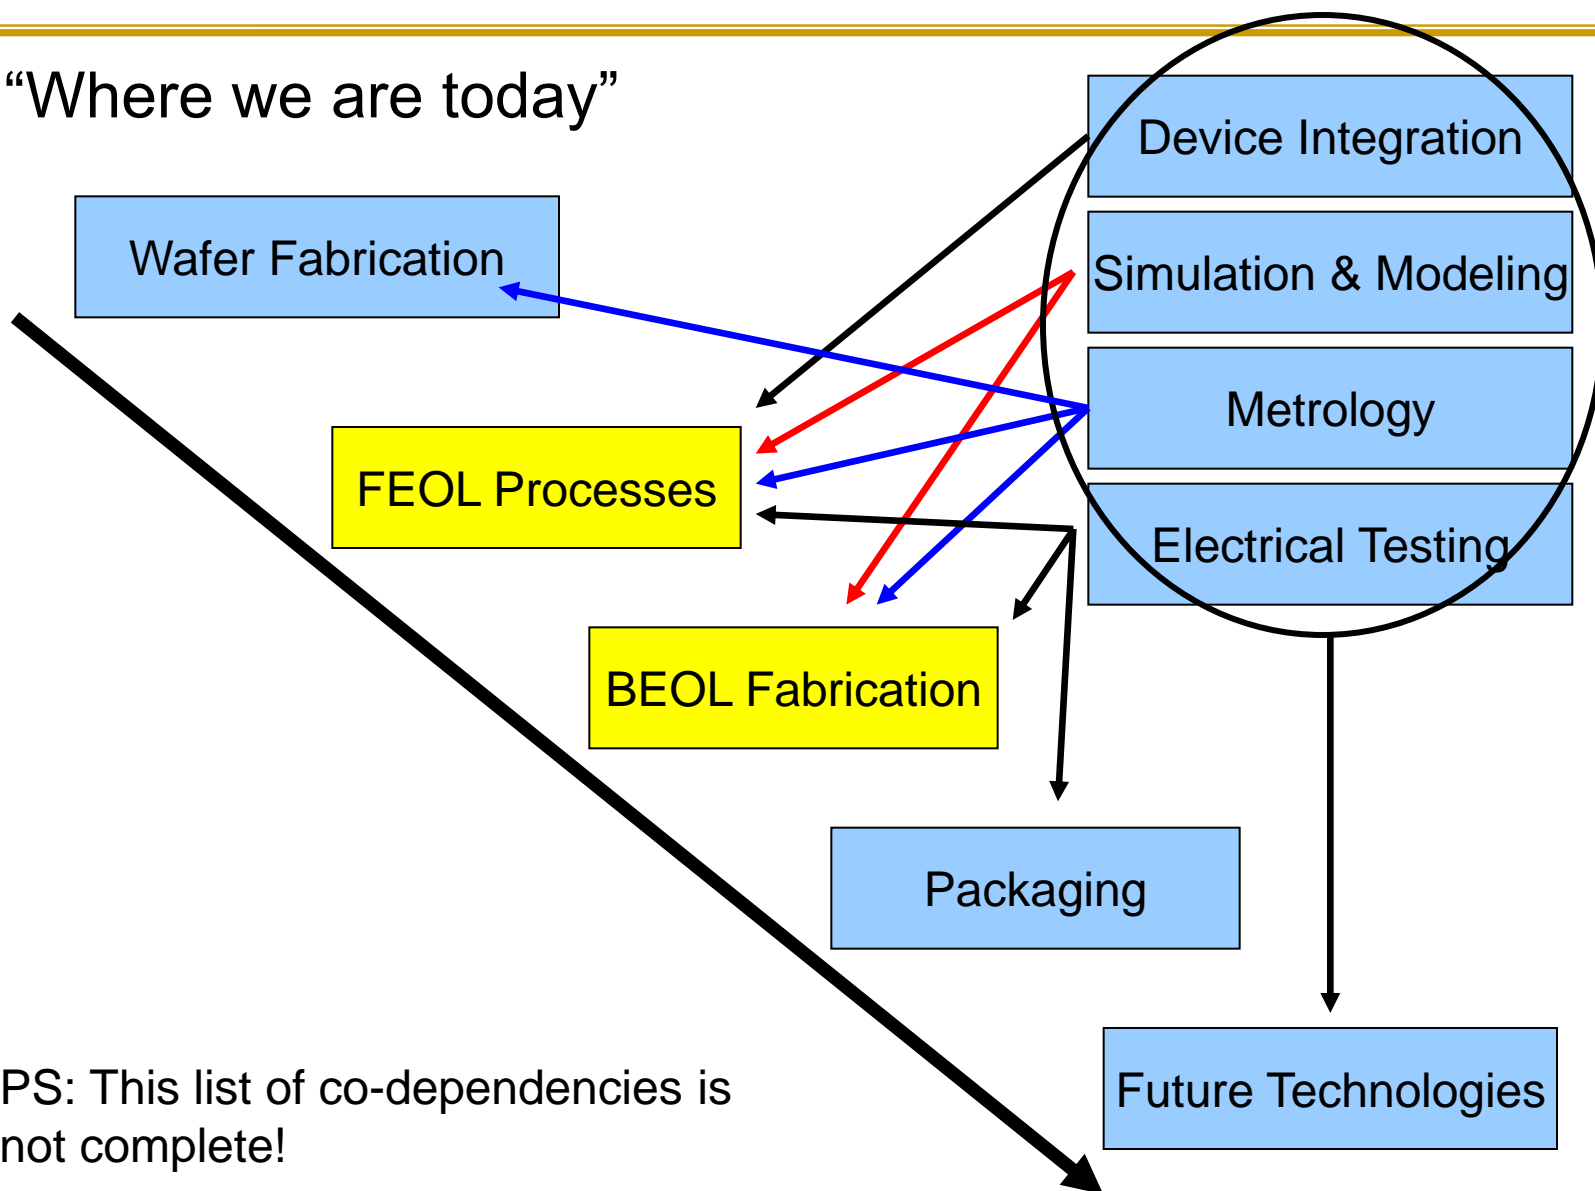 “Where we are today”
Device Integration
Wafer Fabrication
Simulation & Modeling
Metrology
FEOL Processes
Electrical Testing
BEOL Fabrication
Packaging
Future Technologies
PS: This list of co-dependencies is
not complete!